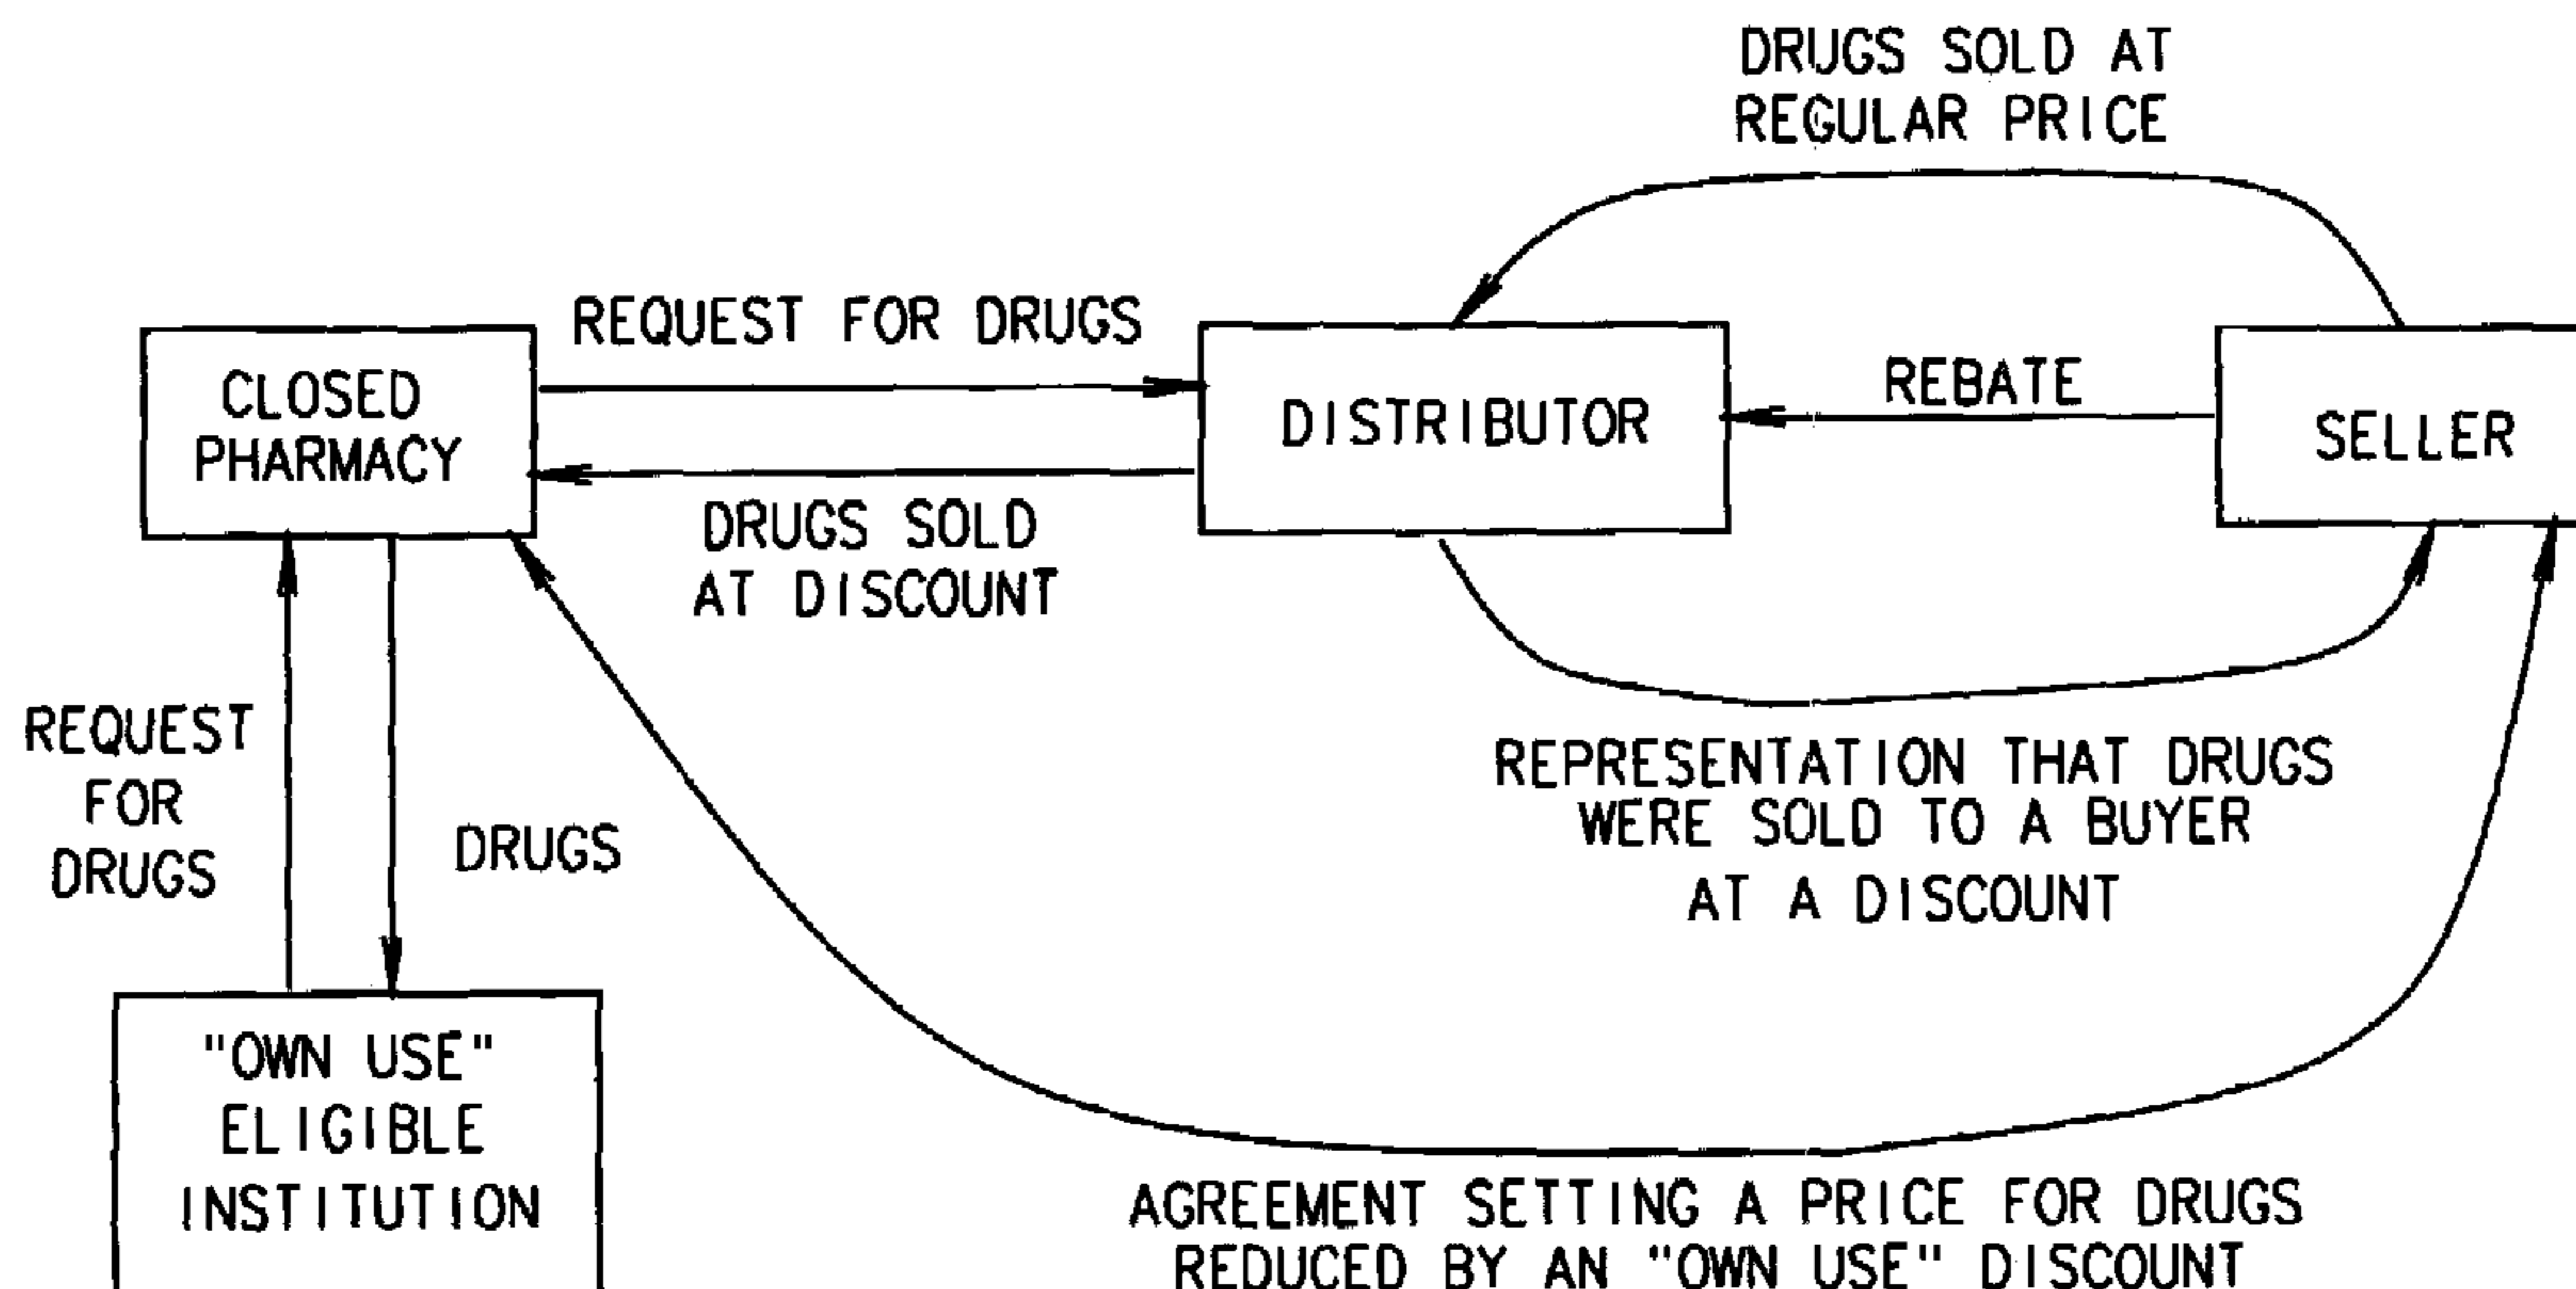 DRUGS SOLD AT
REGULAR PRICE
REQUEST FOR DRUGS
CLOSED
PHARMACY
DISTRIBUTOR
REBATE
SELLER
DRUGS SOLD
AT DISCOUNT
REQUEST
FOR
DRUGS
DRUGS
REPRESENTATION THAT DRUGS
WERE SOLD TO A BUYER
AT A DISCOUNT
"OWN USE"
ELIGIBLE
INSTITUTION
AGREEMENT SETTING A PRICE FOR DRUGS
REDUCED BY AN "OWN USE" DISCOUNT